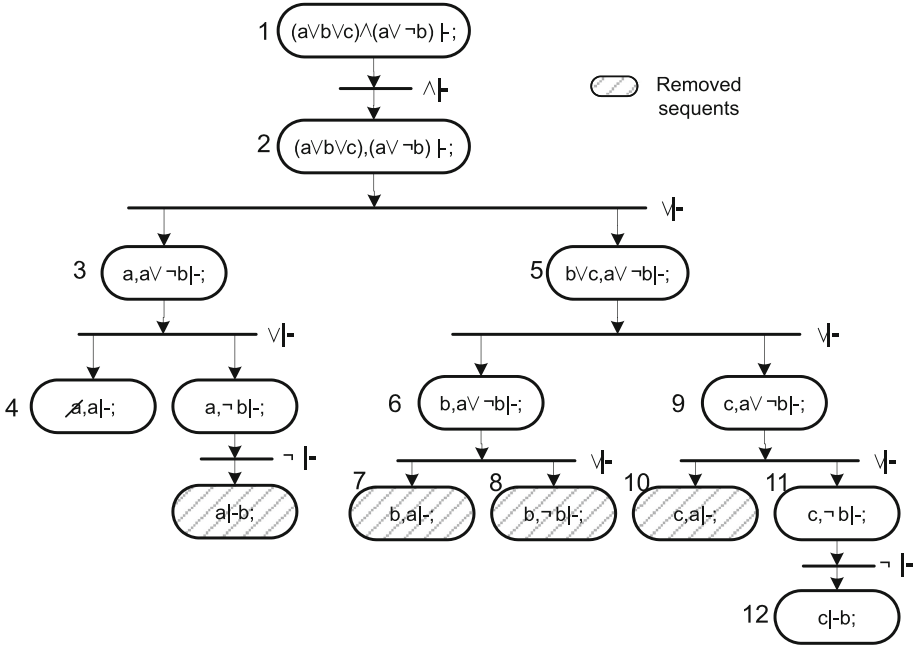 1 (a∨b∨c)∧(a∨ ¬b) |-;
∧|-
Removed
sequents
2 (a∨b∨c),(a∨ ¬b) |-;
∨|-
3 a,a∨ ¬b|-;
5 b∨c,a∨ ¬b|-;
∨|-
∨|-
4 a,a|-;
a,¬ b|-;
6 b,a∨ ¬b|-;
9 c,a∨ ¬b|-;
¬ |-
∨|-
∨|-
a|-b;
7 b,a|-;
8 b,¬ b|-;
10 c,a|-;
11 c,¬ b|-;
¬ |-
12 c|-b;